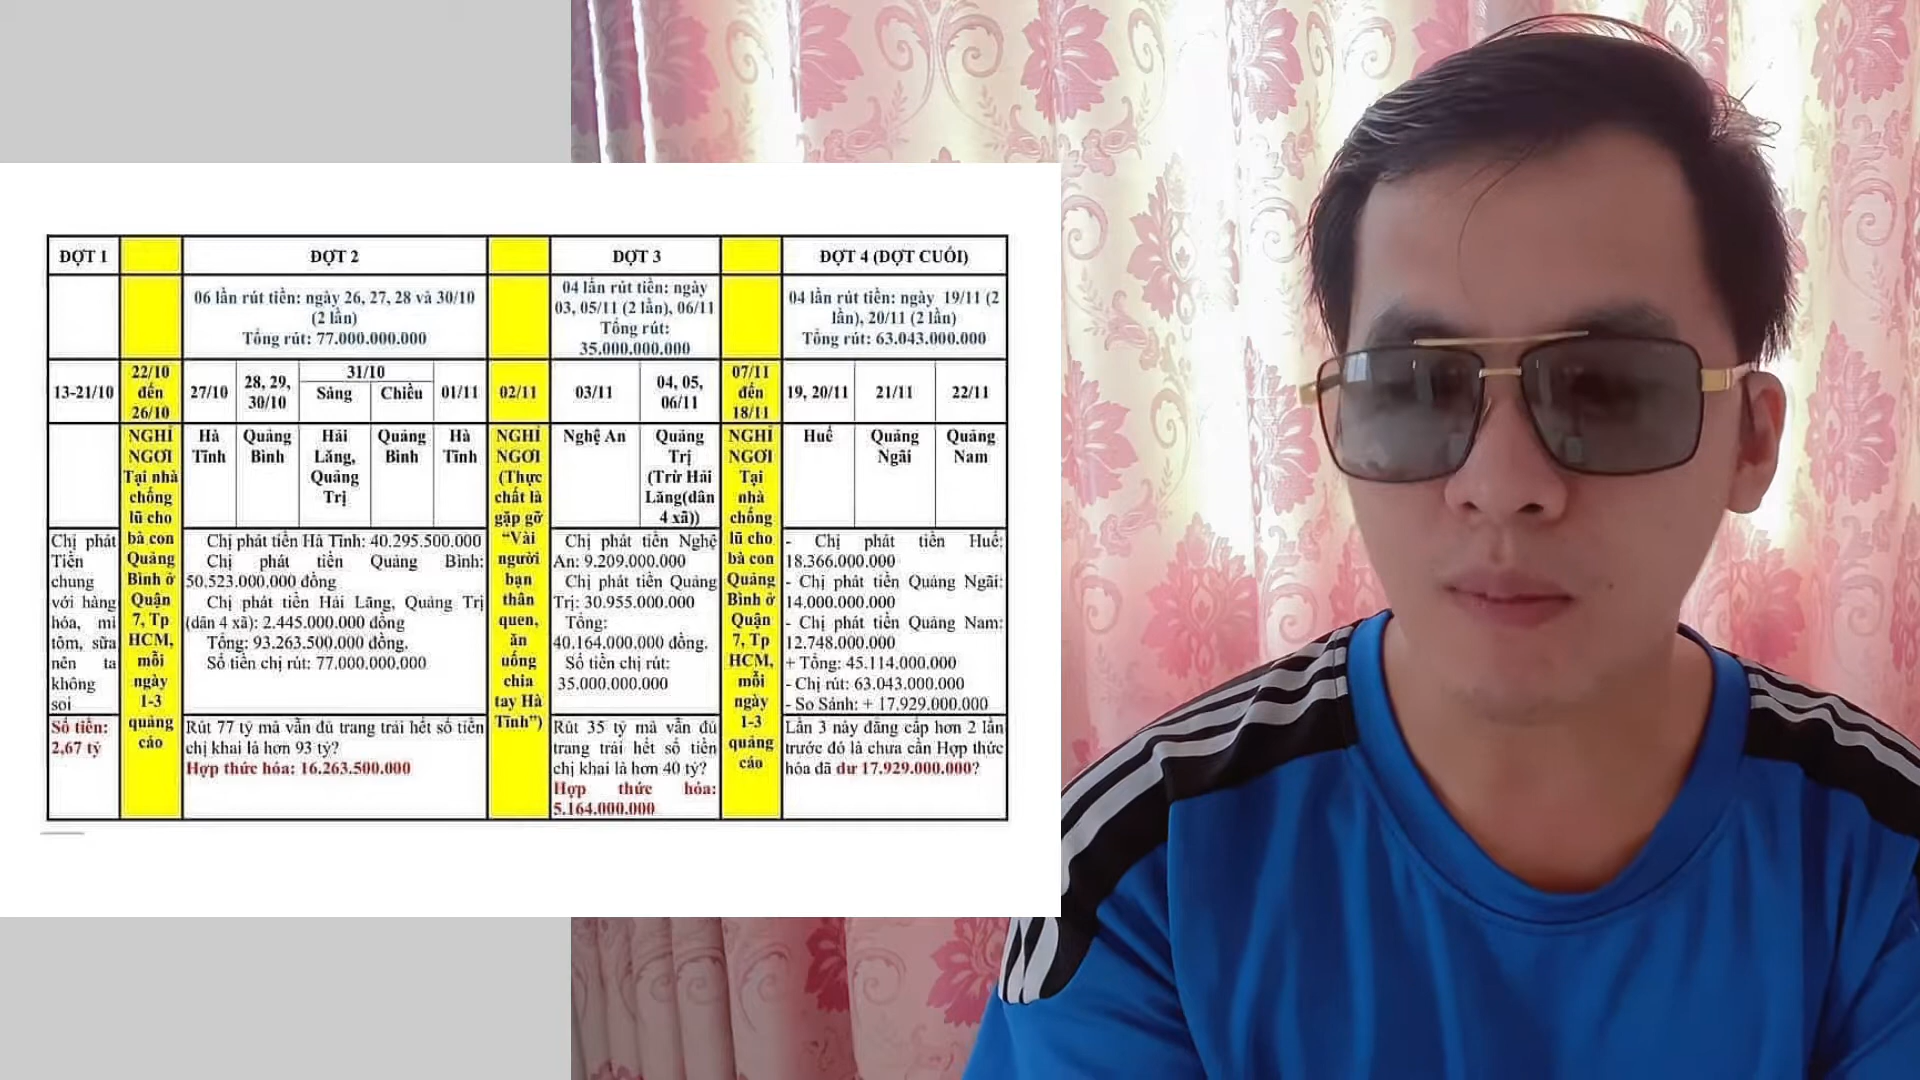 ĐỢT 1
ĐỢT 2
ĐỢT 3
ĐỢT 4 (ĐỢT CUỐI)
06 lần rút tiền: ngày 26, 27, 28 và 30/10
(2 lần)
Tổng rút: 77.000.000.000
04 lần rút tiền: ngày
03, 05/11 (2 lần), 06/11
Tổng rút:
35.000.000.000
04 lần rút tiền: ngày 19/11 (2
lần), 20/11 (2 lần)
Tổng rút: 63.043.000.000
13-21/10
22/10
đến
26/10
27/10
28, 29,
30/10
31/10
Sáng
Chiều
01/11
02/11
03/11
04, 05,
06/11
07/11
đến
18/11
19, 20/11
21/11
22/11
NGHỈ
NGƠI
Tại nhà
chống
lũ cho
bà con
Quảng
Bình ở
Quận
7, Tp
HCM,
mỗi
ngày
1-3
quảng
cáo
Hà
Tĩnh
Quảng
Bình
Hải
Lăng,
Quảng
Trị
Quảng
Bình
Hà
Tĩnh
NGHỈ
NGƠI
(Thực
chất là
gặp gỡ
“Vài
người
bạn
thân
quen,
ăn
uống
chia
tay Hà
Tĩnh”)
Nghệ An
Quảng
Trị
(Trừ Hải
Lăng(dân
4 xã))
NGHỈ
NGƠI
Tại
nhà
chống
lũ cho
bà con
Quảng
Bình ở
Quận
7, Tp
HCM,
mỗi
ngày
1-3
quảng
cáo
Huế
Quảng
Ngãi
Quảng
Nam
Chị phát
Tiền
chung
với hàng
hóa, mì
tôm, sữa
nên ta
không
soi
Chị phát tiền Hà Tĩnh: 40.295.500.000
Chị phát tiền Quảng Bình:
50.523.000.000 đồng
Chị phát tiền Hải Lăng, Quảng Trị
(dân 4 xã): 2.445.000.000 đồng
Tổng: 93.263.500.000 đồng.
Số tiền chị rút: 77.000.000.000
Chị phát tiền Nghệ
An: 9.209.000.000
Chị phát tiền Quảng
Trị: 30.955.000.000
Tổng:
40.164.000.000 đồng.
Số tiền chị rút:
35.000.000.000
- Chị phát tiền Huế:
18.366.000.000
- Chị phát tiền Quảng Ngãi:
14.000.000.000
- Chị phát tiền Quảng Nam:
12.748.000.000
+ Tổng: 45.114.000.000
- Chị rút: 63.043.000.000
- So Sánh: + 17.929.000.000
Số tiền:
2,67 tỷ
Rút 77 tỷ mà vẫn đủ trang trải hết số tiền
chị khai là hơn 93 tỷ?
Hợp thức hóa: 16.263.500.000
Rút 35 tỷ mà vẫn đủ
trang trải hết số tiền
chị khai là hơn 40 tỷ?
Hợp thức hóa:
5.164.000.000
Lần 3 này đẳng cấp hơn 2 lần
trước đó là chưa cần Hợp thức
hóa đã dư 17.929.000.000?